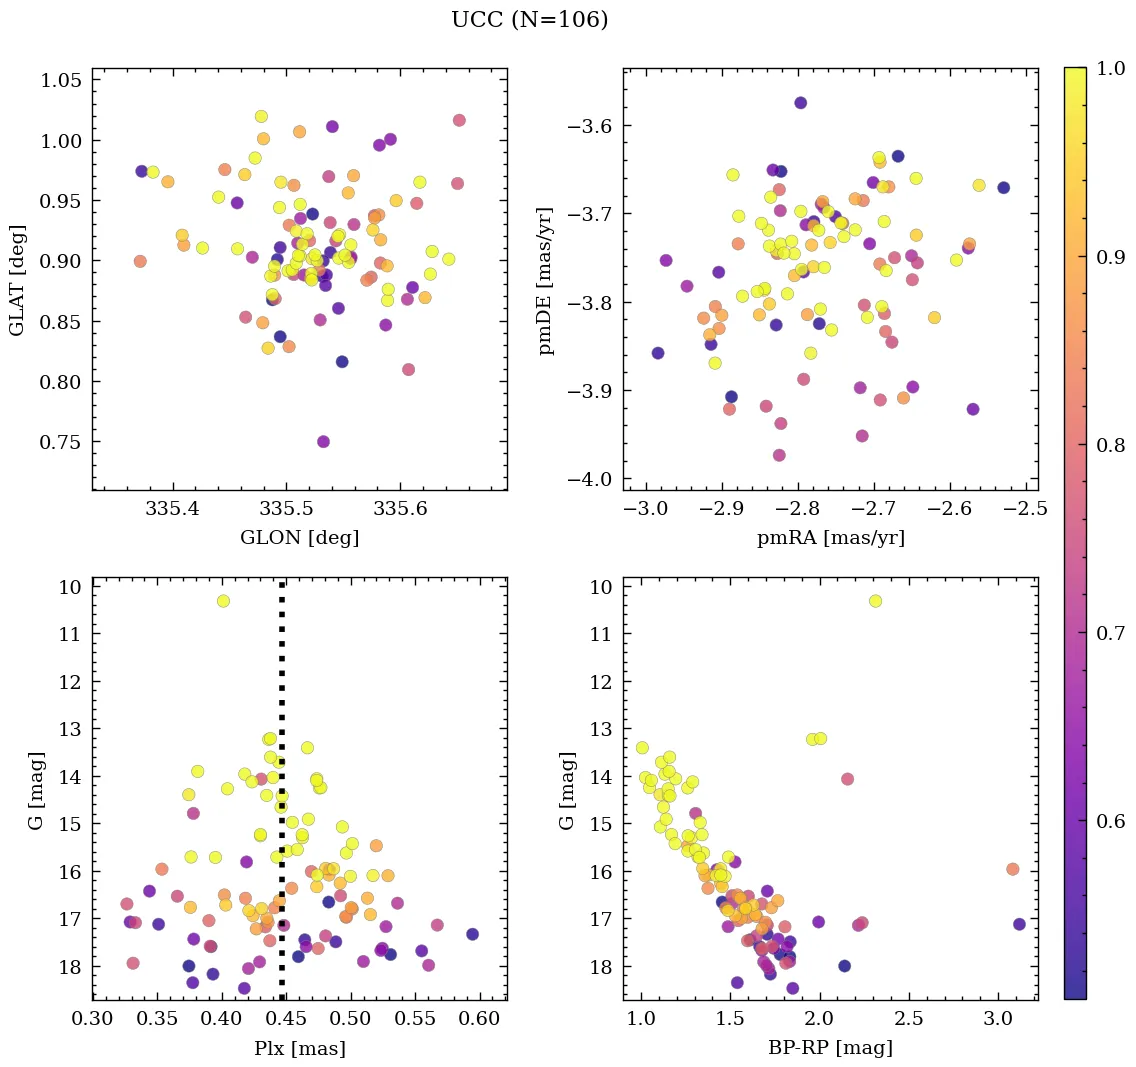 UCC (N=106)
1.05
1.00
0.95
0.90
0.85
0.80
0.75
GLAT [deg]
335.4 335.5 335.6
GLON [deg]
−3.6
−3.7
−3.8
−3.9
−4.0
pmDE [mas/yr]
−3.0 −2.9 −2.8 −2.7 −2.6 −2.5
pmRA [mas/yr]
1.0
0.9
0.8
0.7
0.6
10
11
12
13
14
15
16
17
18
G [mag]
0.30 0.35 0.40 0.45 0.50 0.55 0.60
Plx [mas]
10
11
12
13
14
15
16
17
18
G [mag]
1.0 1.5 2.0 2.5 3.0
BP-RP [mag]